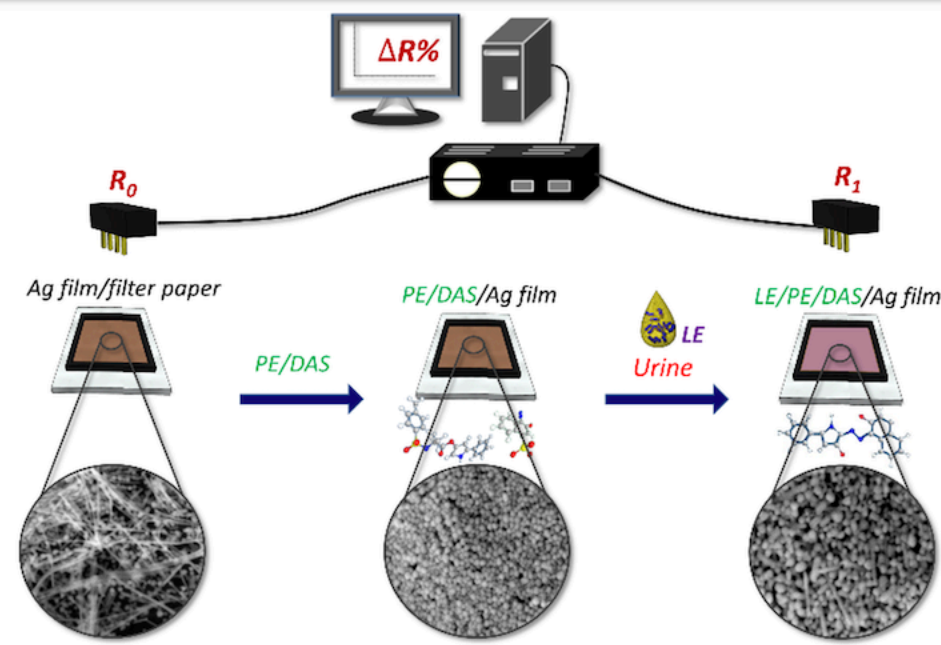 ΔR%
R₀
R₁
Ag film/filter paper
PE/DAS/Ag film
LE/PE/DAS/Ag film
LE
PE/DAS
Urine